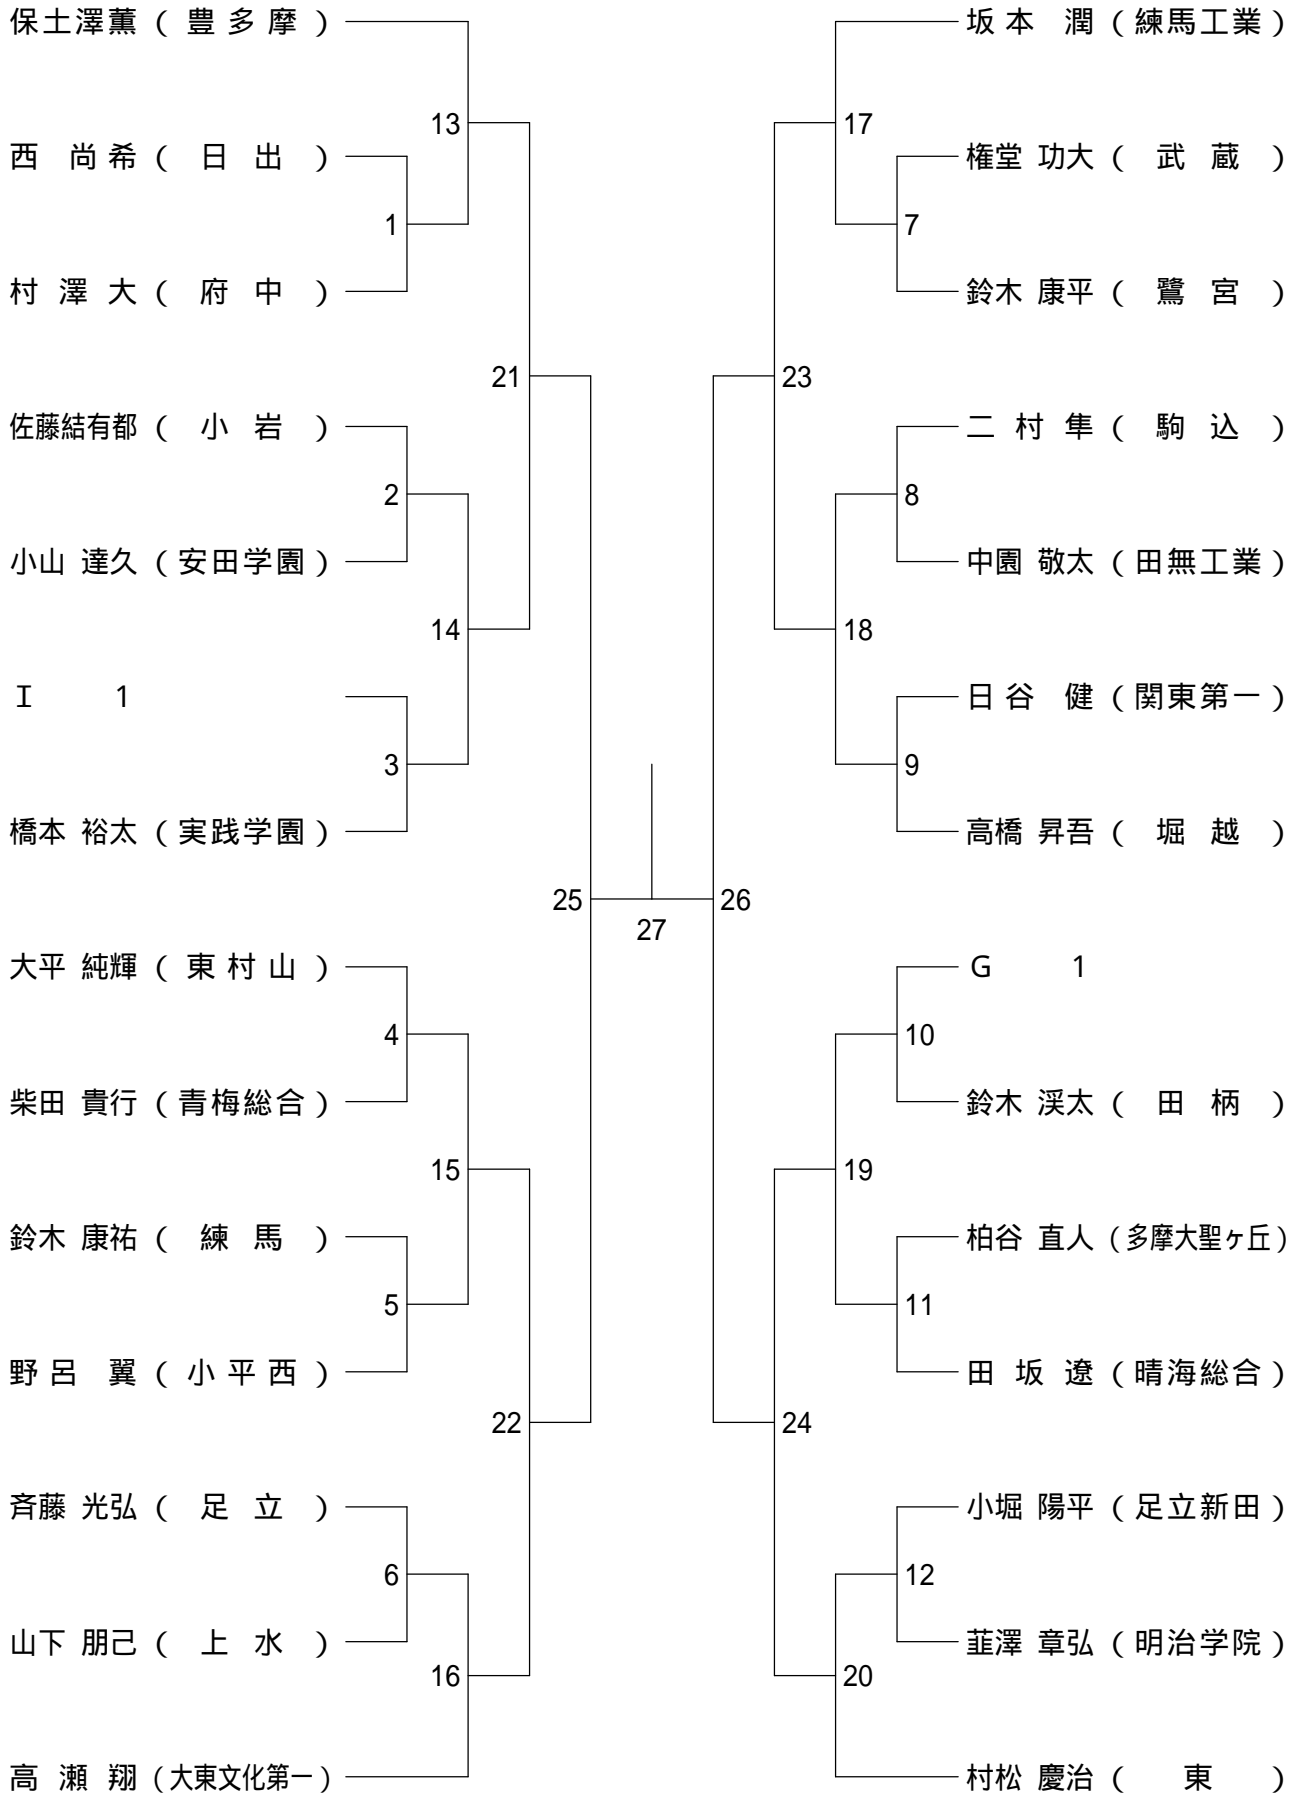 保土澤薫（豊多摩）
13
西 尚希（日出）
1
村澤大（府中）
21
佐藤結有都（小岩）
2
小山 達久（安田学園）
14
I 1
3
橋本 裕太（実践学園）
25
大平 純輝（東村山）
4
柴田 貴行（青梅総合）
15
鈴木 康祐（練馬）
5
野呂 翼（小平西）
22
斉藤 光弘（足立）
6
山下 朋己（上水）
16
高瀬翔（大東文化第一）
27
坂本 潤（練馬工業）
17
権堂 功大（武蔵）
7
鈴木 康平（鷺宮）
23
二村隼（駒込）
8
中園 敬太（田無工業）
18
日谷 健（関東第一）
9
高橋 昇吾（堀越）
26
G 1
10
鈴木 渓太（田柄）
19
柏谷 直人（多摩大聖ヶ丘）
11
田坂遼（晴海総合）
24
小堀 陽平（足立新田）
12
韮澤 章弘（明治学院）
20
村松 慶治（東）